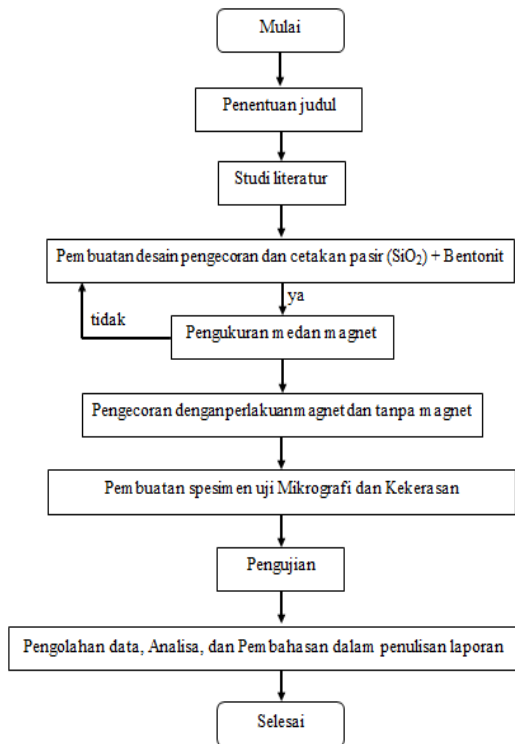 Mulai
Penentuan judul
Studi literatur
Pembuatan desain pengecoran dan cetakan pasir (SiO₂) + Bentonit
ya
tidak
Pengukuran medan magnet
Pengecoran dengan perlakuan magnet dan tanpa magnet
Pembuatan spesimen uji Mikrografi dan Kekerasan
Pengujian
Pengolahan data, Analisa, dan Pembahasan dalam penulisan laporan
Selesai